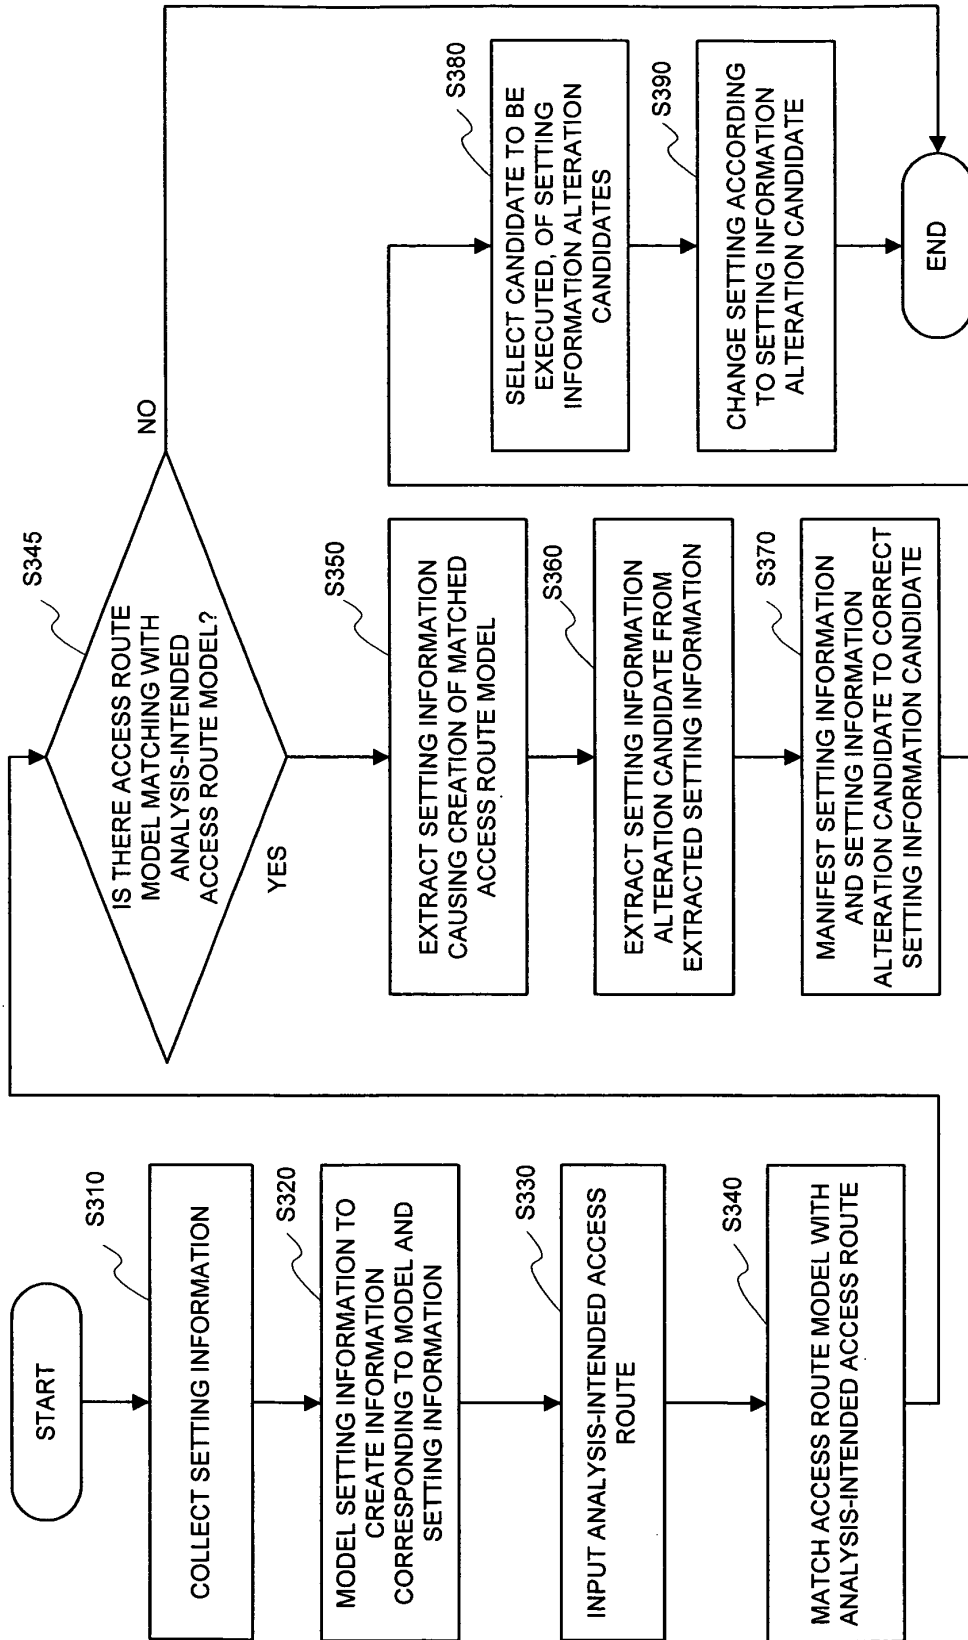 START
S310
COLLECT SETTING INFORMATION
S320
MODEL SETTING INFORMATION TO
CREATE INFORMATION
CORRESPONDING TO MODEL AND
SETTING INFORMATION
S330
INPUT ANALYSIS-INTENDED ACCESS
ROUTE
S340
MATCH ACCESS ROUTE MODEL WITH
ANALYSIS-INTENDED ACCESS ROUTE
S345
IS THERE ACCESS ROUTE
MODEL MATCHING WITH
ANALYSIS-INTENDED
ACCESS ROUTE MODEL?
NO
YES
S350
EXTRACT SETTING INFORMATION
CAUSING CREATION OF MATCHED
ACCESS ROUTE MODEL
S360
EXTRACT SETTING INFORMATION
ALTERATION CANDIDATE FROM
EXTRACTED SETTING INFORMATION
S370
MANIFEST SETTING INFORMATION
AND SETTING INFORMATION
ALTERATION CANDIDATE TO CORRECT
SETTING INFORMATION CANDIDATE
S380
SELECT CANDIDATE TO BE
EXECUTED, OF SETTING
INFORMATION ALTERATION
CANDIDATES
S390
CHANGE SETTING ACCORDING
TO SETTING INFORMATION
ALTERATION CANDIDATE
END